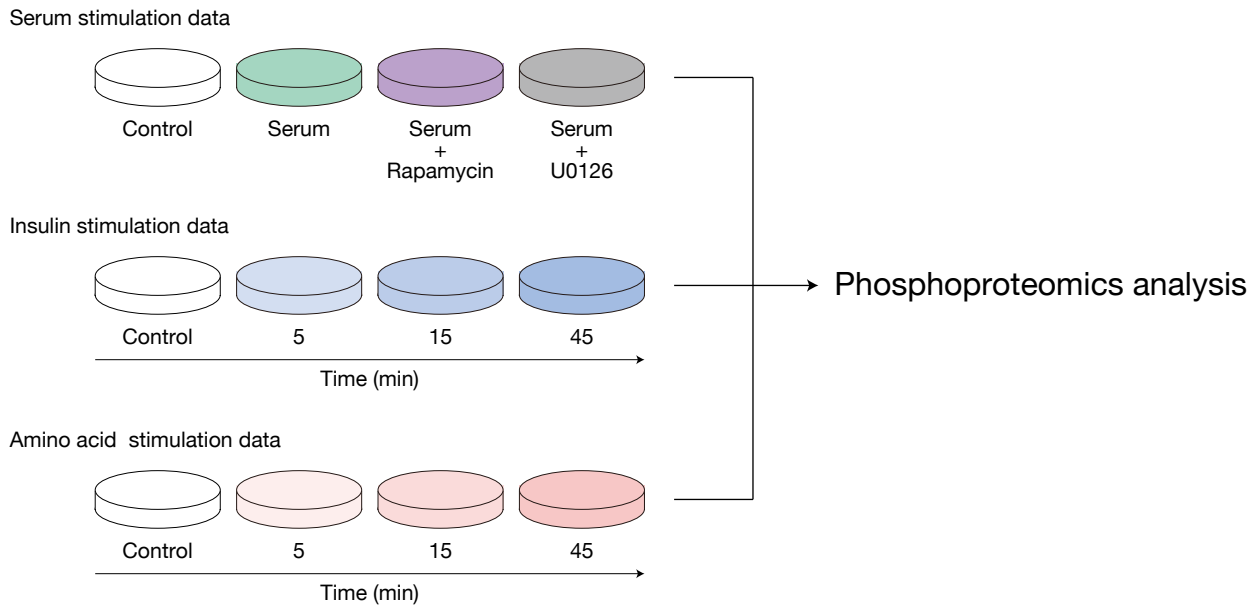 Serum stimulation data
Control
Serum
Serum
+
Rapamycin
Serum
+
U0126
Insulin stimulation data
Control
5
15
45
Time (min)
Phosphoproteomics analysis
Amino acid  stimulation data
Control
5
15
45
Time (min)